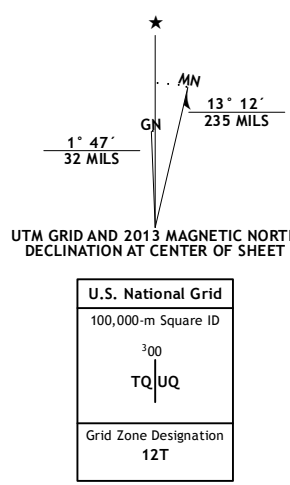 ★
MN
GN
13° 12´
235 MILS
1° 47´
32 MILS
UTM GRID AND 2013 MAGNETIC NORT
DECLINATION AT CENTER OF SHEET
U.S. National Grid
100,000-m Square ID
³00
TQ UQ
Grid Zone Designation
12T